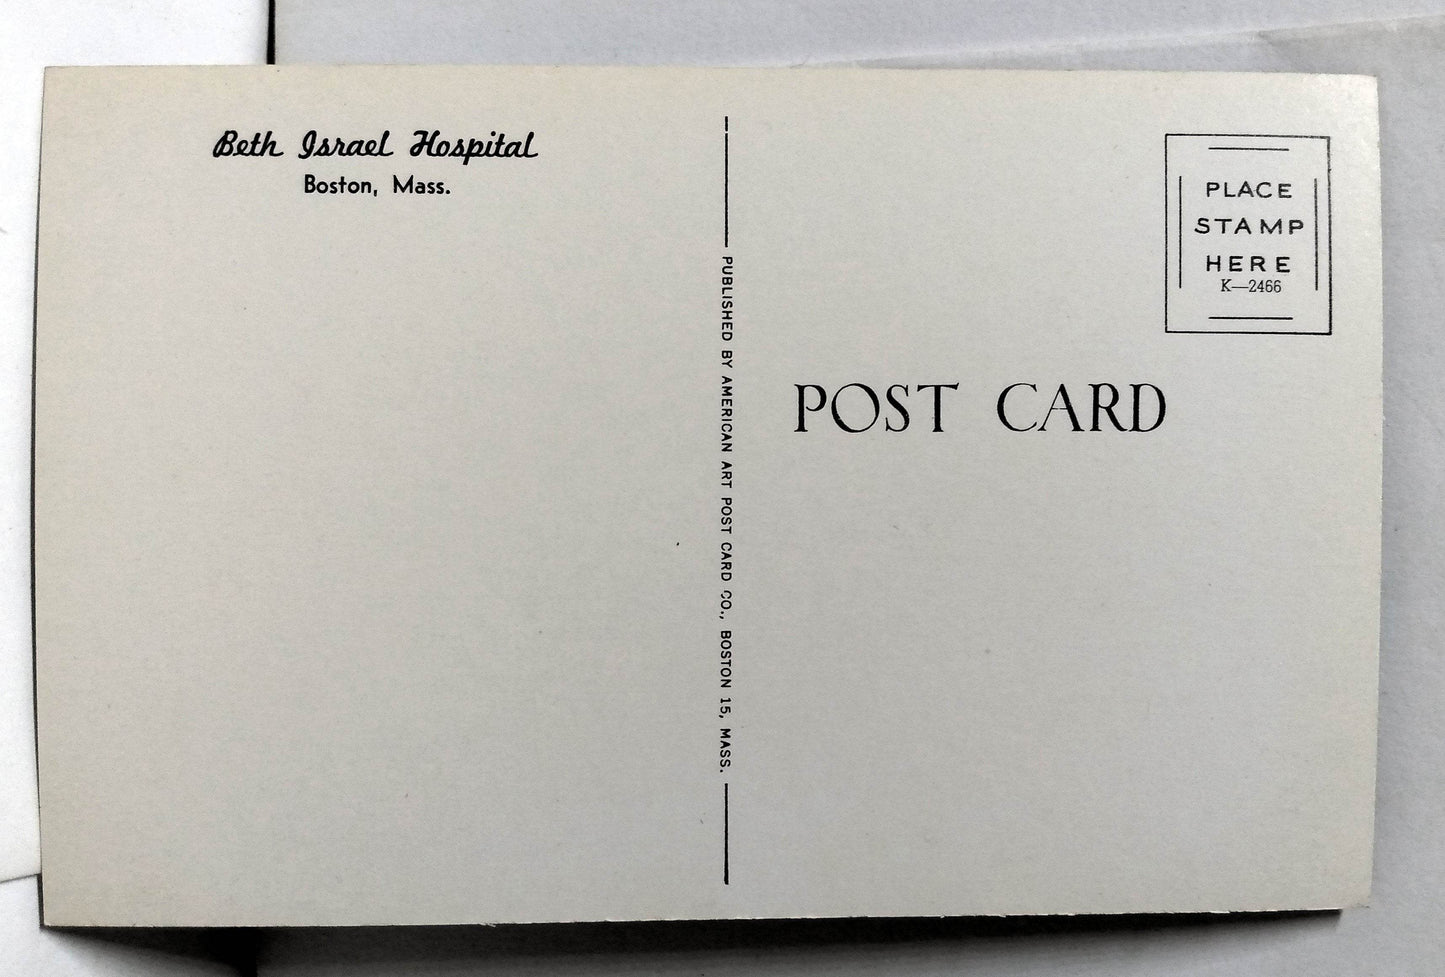 Beth Israel Hospital
Boston, Mass.
PUBLISHED BY AMERICAN ART POST CARD CO., BOSTON 15, MASS.
PLACE
STAMP
HERE
K—2466
POST CARD